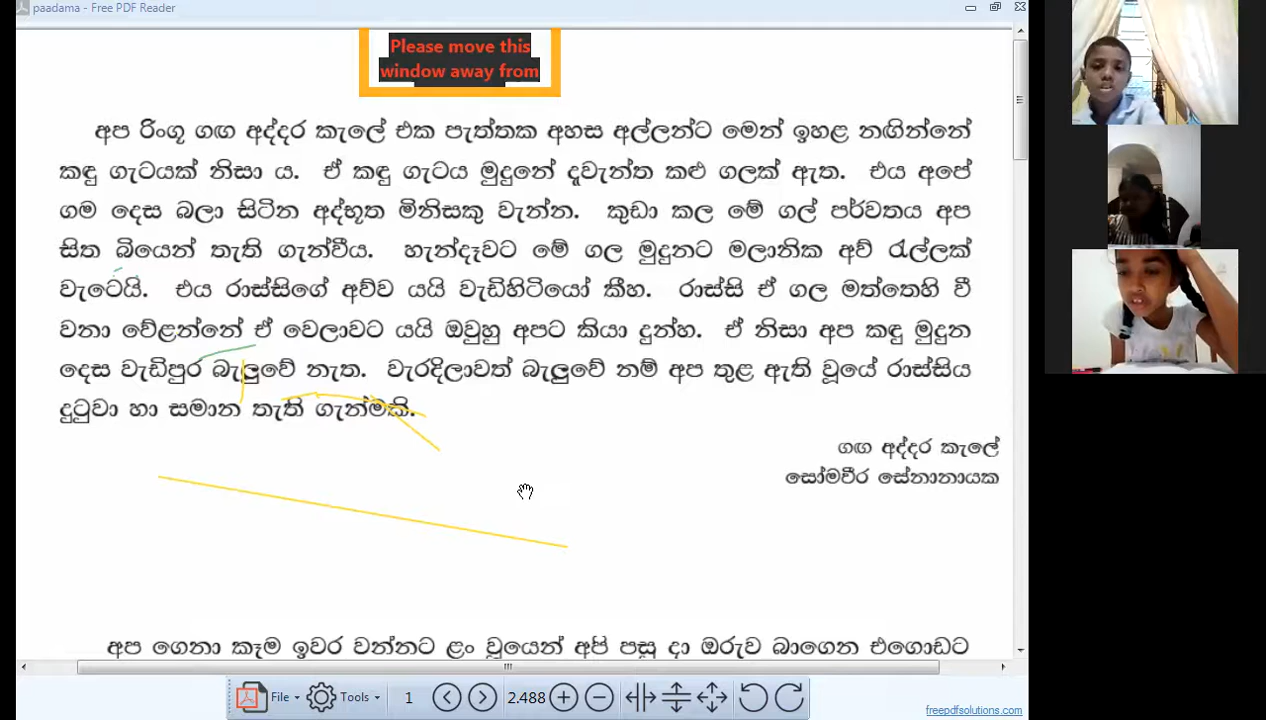 paadama - Free PDF Reader
Please move this
window away from
අප රිංගූ ගඟ අද්දර කැලේ එක පැත්තක අහස අල්ලන්ට මෙන් ඉහළ නඟින්නේ
කඳු ගැටයක් නිසා ය. ඒ කඳු ගැටය මුදුනේ දැවැන්ත කළු ගලක් ඇත. එය අපේ
ගම දෙස බලා සිටින අද්භූත මිනිසකු වැන්න. කුඩා කල මේ ගල් පර්වතය අප
සිත බියෙන් තැති ගැන්වීය. හැන්දෑවට මේ ගල මුදුනට මලානික අව් රැල්ලක්
වැටෙයි. එය රාස්සිගේ අව්ව යයි වැඩිහිටියෝ කීහ. රාස්සි ඒ ගල මත්තෙහි වී
වනා වේළන්නේ ඒ වෙලාවට යයි ඔවුහු අපට කියා දුන්හ. ඒ නිසා අප කඳු මුදුන
දෙස වැඩිපුර බැලුවේ නැත. වැරදිලාවත් බැලුවේ නම් අප තුළ ඇති වූයේ රාස්සිය
දුටුවා හා සමාන තැති ගැන්මකි.
ගඟ අද්දර කැලේ
සෝමවීර සේනානායක
අප ගෙනා කෑම ඉවර වන්නට ළං වූයෙන් අපි පසු දා ඔරුව බාගෙන එගොඩට
File
Tools
1
2.488
freepdfsolutions.com